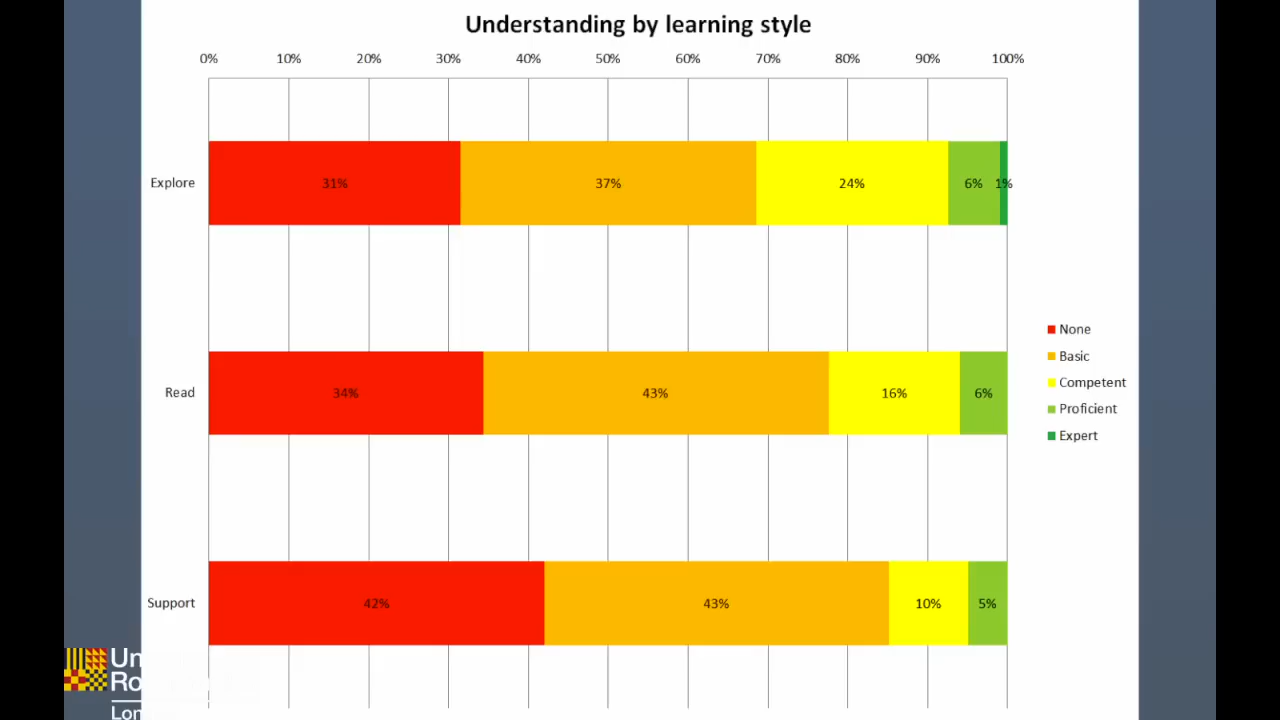 Understanding by learning style
0% 10% 20% 30% 40% 50% 60% 70% 80% 90% 100%
Explore 31% 37% 24% 6% 1%
None
Basic
Read 34% 43% 16% 6%
Competent
Proficient
Expert
Support 42% 43% 10% 5%